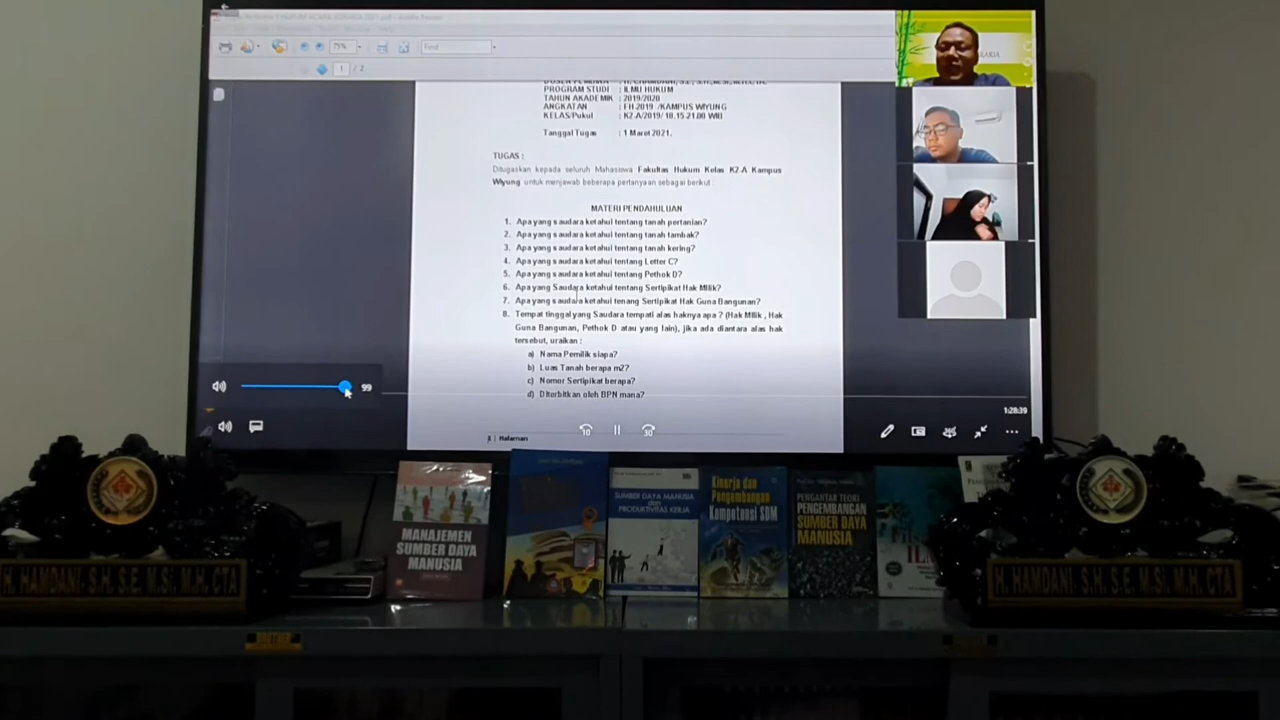 75%
Find
1 / 2
PROGRAM STUDI : ILMU HUKUM
TAHUN AKADEMIK : 2019/2020
ANGKATAN : FH-2019 /KAMPUS WIYUNG
KELAS/Pukul : K2-A/2019/ 18.15-21.00 WIB
Tanggal Tugas : 1 Maret 2021.
TUGAS :
Ditugaskan kepada seluruh Mahasiswa Fakultas Hukum Kelas K2-A Kampus
Wiyung untuk menjawab beberapa pertanyaan sebagai berikut :
MATERI PENDAHULUAN
1. Apa yang saudara ketahui tentang tanah pertanian?
2. Apa yang saudara ketahui tentang tanah tambak?
3. Apa yang saudara ketahui tentang tanah kering?
4. Apa yang saudara ketahui tentang Letter C?
5. Apa yang saudara ketahui tentang Pethok D?
6. Apa yang Saudara ketahui tentang Sertipikat Hak Milik?
7. Apa yang saudara ketahui tenang Sertipikat Hak Guna Bangunan?
8. Tempat tinggal yang Saudara tempati alas haknya apa ? (Hak Milik , Hak
Guna Bangunan, Pethok D atau yang lain), jika ada diantara alas hak
tersebut, uraikan :
a) Nama Pemilik siapa?
b) Luas Tanah berapa m2?
c) Nomor Sertipikat berapa?
d) Diterbitkan oleh BPN mana?
1 | Halaman
99
1:28:39
10
30
MANAJEMEN
SUMBER DAYA
MANUSIA
SUMBER DAYA MANUSIA
dan
PRODUKTIVITAS KERJA
Kinerja dan
Pengembangan
Kompetensi SDM
PENGANTAR TEORI
PENGEMBANGAN
SUMBER DAYA
MANUSIA
H. HAMDANI· S.H, S.E, M.Si, M.H, CTA
H. HAMDANI· S.H, S.E, M.Si, M.H, CTA